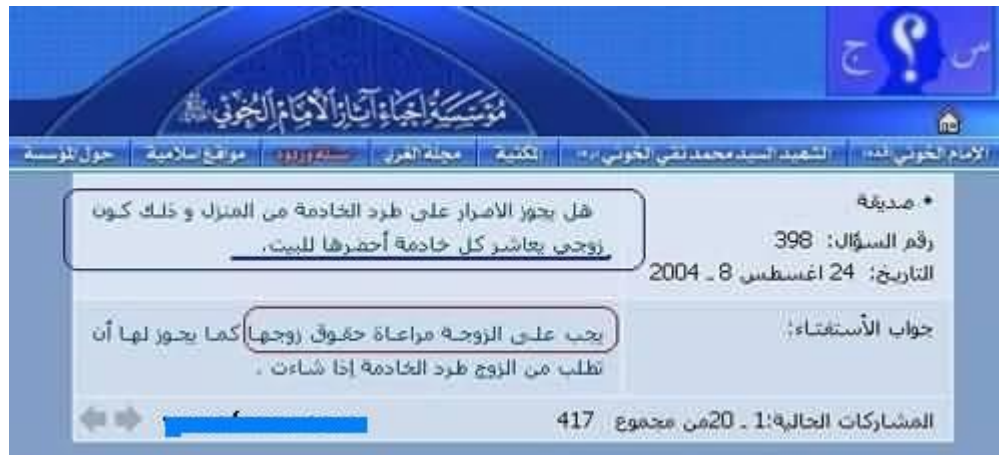 س ؟ ج
مؤسسة إحياء آثار الامام الخوئي
الامام الخوئي الشهيد السيد محمد تقي الخوئي المكتبة مجلة الغري مواقع سلامية حول المؤسسة
• صديقة
رقم السؤال: 398
التاريخ: 24 اغسطس 8 ـ 2004
هل يجوز الاصرار على طرد الخادمة من المنزل و ذلك كون
زوجي يعاشر كل خادمة أحضرها للبيت.
جواب الأستفتاء:
يجب على الزوجة مراعاة حقوق زوجها كما يجوز لها أن
تطلب من الزوج طرد الخادمة إذا شاءت .
المشاركات الحالية:1 ـ 20من مجموع 417